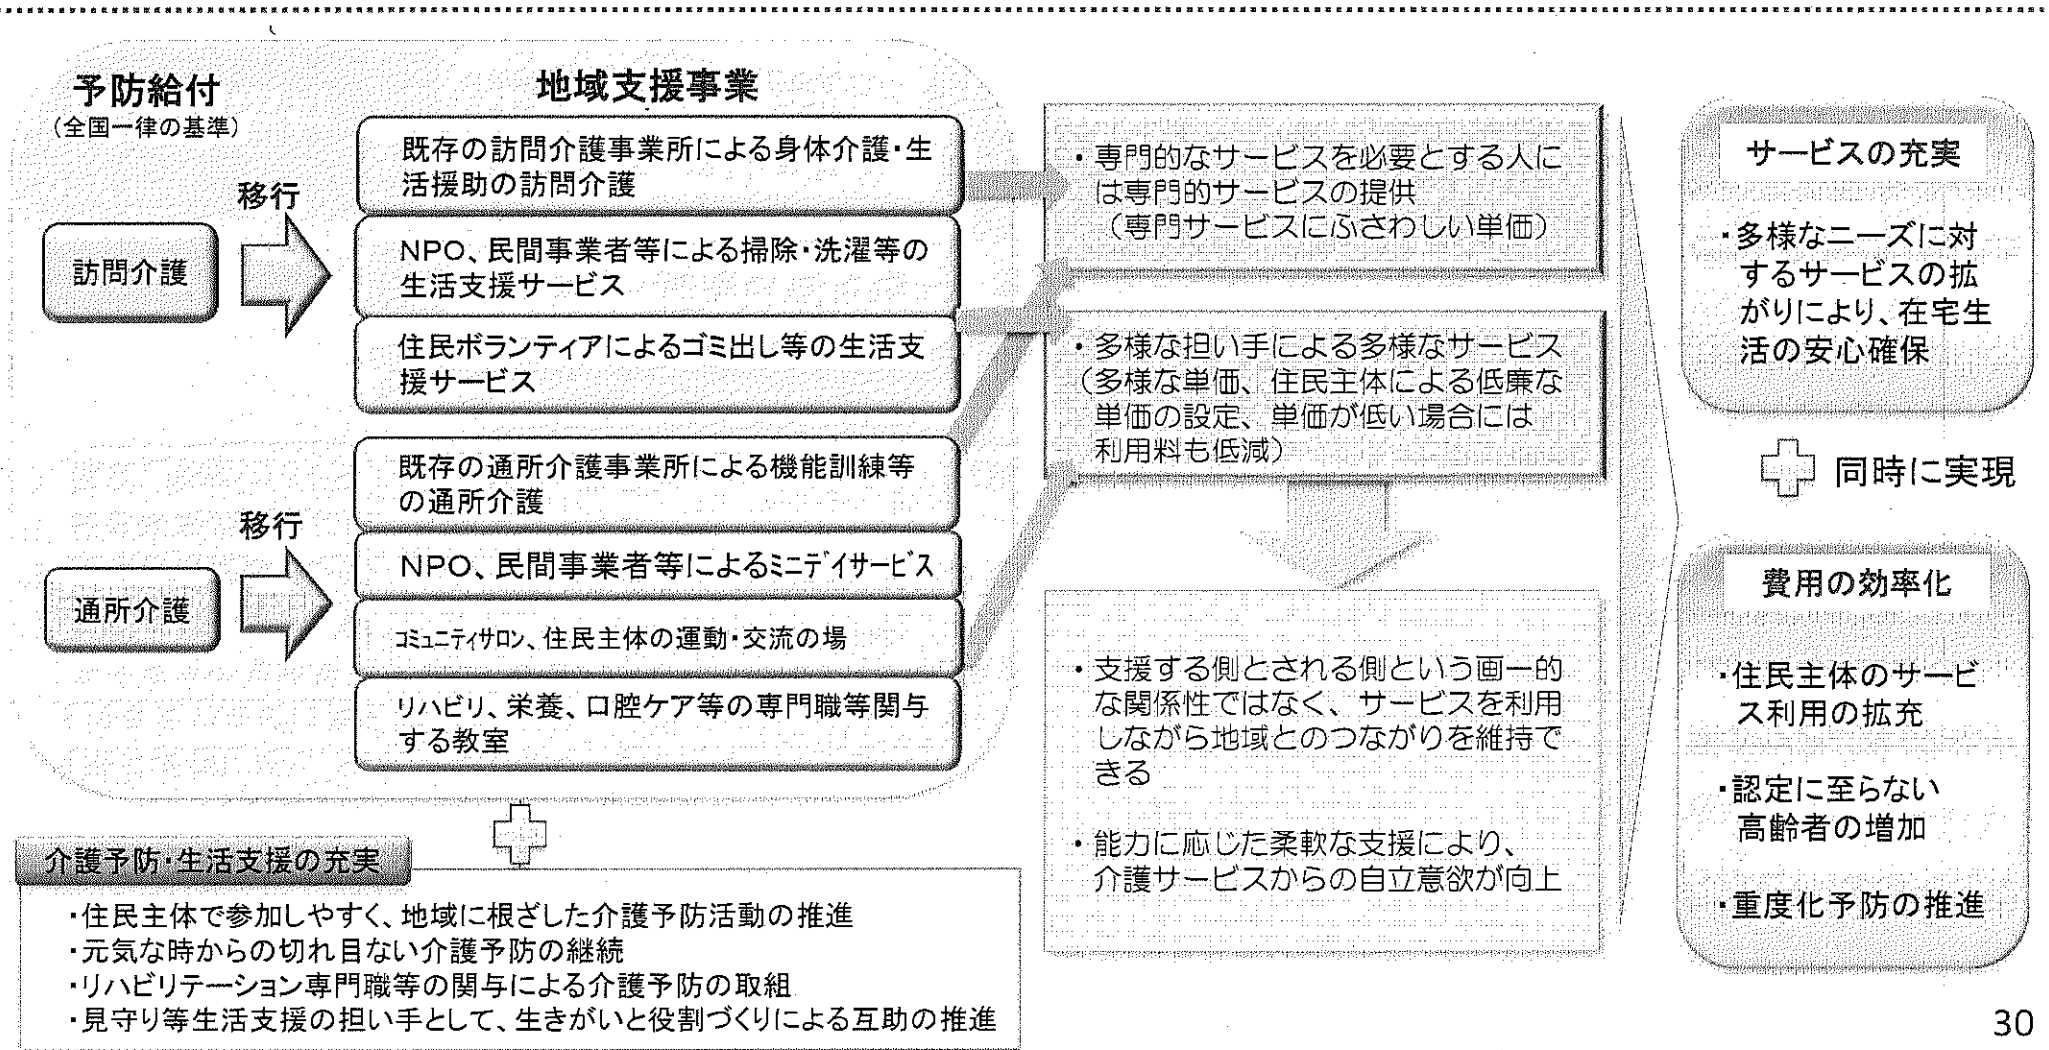 予防給付
(全国一律の基準)
地域支援事業
移行
訪問介護
既存の訪問介護事業所による身体介護・生
活援助の訪問介護
NPO、民間事業者等による掃除・洗濯等の
生活支援サービス
住民ボランティアによるゴミ出し等の生活支
援サービス
移行
通所介護
既存の通所介護事業所による機能訓練等
の通所介護
NPO、民間事業者等によるミニデイサービス
コミュニティサロン、住民主体の運動・交流の場
リハビリ、栄養、口腔ケア等の専門職等関与
する教室
介護予防・生活支援の充実
・住民主体で参加しやすく、地域に根ざした介護予防活動の推進
・元気な時からの切れ目ない介護予防の継続
・リハビリテーション専門職等の関与による介護予防の取組
・見守り等生活支援の担い手として、生きがいと役割づくりによる互助の推進
・専門的なサービスを必要とする人に
は専門的サービスの提供
(専門サービスにふさわしい単価)
・多様な担い手による多様なサービス
(多様な単価、住民主体による低廉な
単価の設定、単価が低い場合には
利用料も低減)
・支援する側とされる側という画一的
な関係性ではなく、サービスを利用
しながら地域とのつながりを維持で
きる
・能力に応じた柔軟な支援により、
介護サービスからの自立意欲が向上
サービスの充実
・多様なニーズに対
するサービスの拡
がりにより、在宅生
活の安心確保
同時に実現
費用の効率化
・住民主体のサービ
ス利用の拡充
・認定に至らない
高齢者の増加
・重度化予防の推進
30